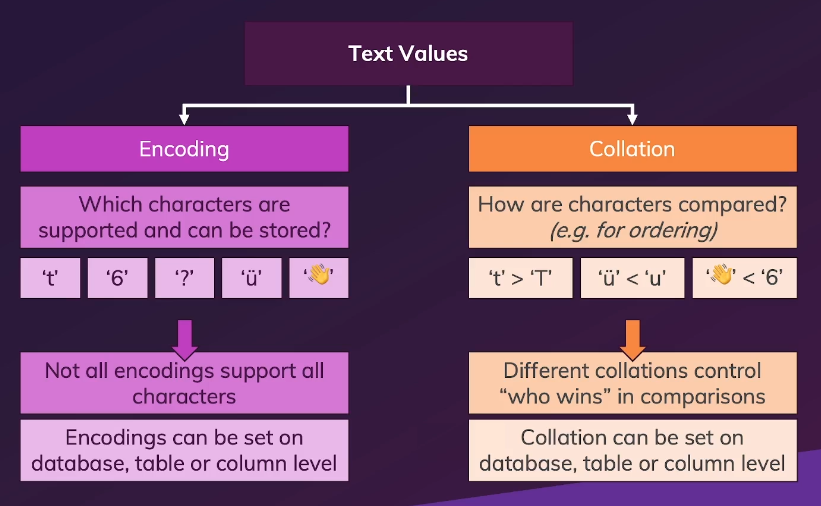 Text Values
Encoding
Which characters are
supported and can be stored?
‘t’
‘6’
‘?’
‘ü’
‘👋’
Not all encodings support all
characters
Encodings can be set on
database, table or column level
Collation
How are characters compared?
(e.g. for ordering)
‘t’ > ‘T’
‘ü’ < ‘u’
‘👋’ < ‘6’
Different collations control
“who wins” in comparisons
Collation can be set on
database, table or column level